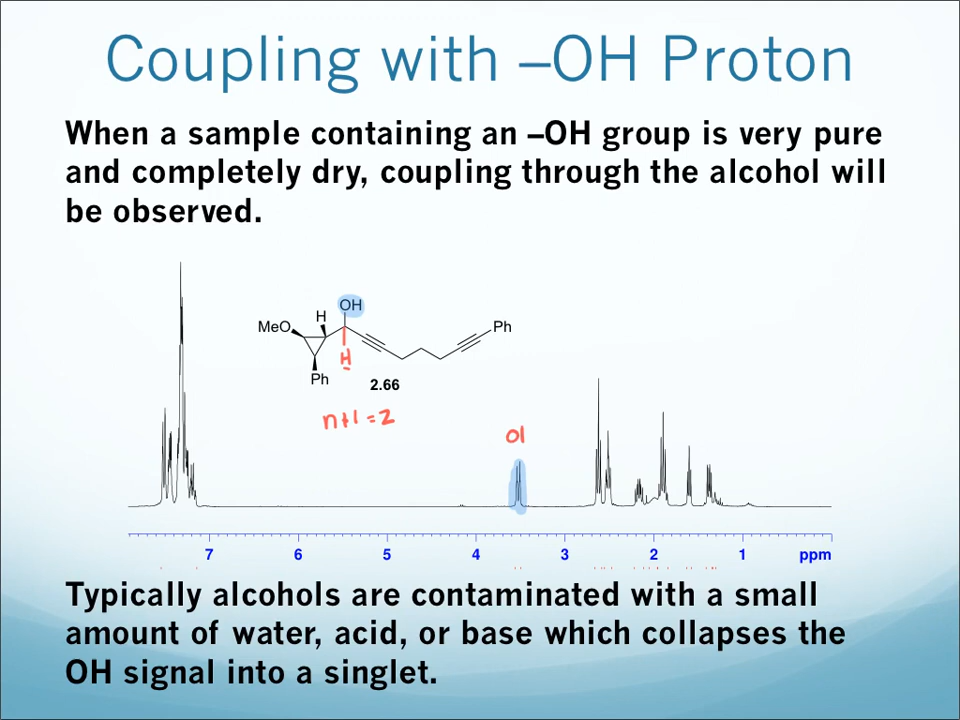 Coupling with –OH Proton
When a sample containing an –OH group is very pure
and completely dry, coupling through the alcohol will
be observed.
OH
H
MeO
Ph
H
Ph
2.66
n+1 = 2
d
7 6 5 4 3 2 1 ppm
Typically alcohols are contaminated with a small
amount of water, acid, or base which collapses the
OH signal into a singlet.